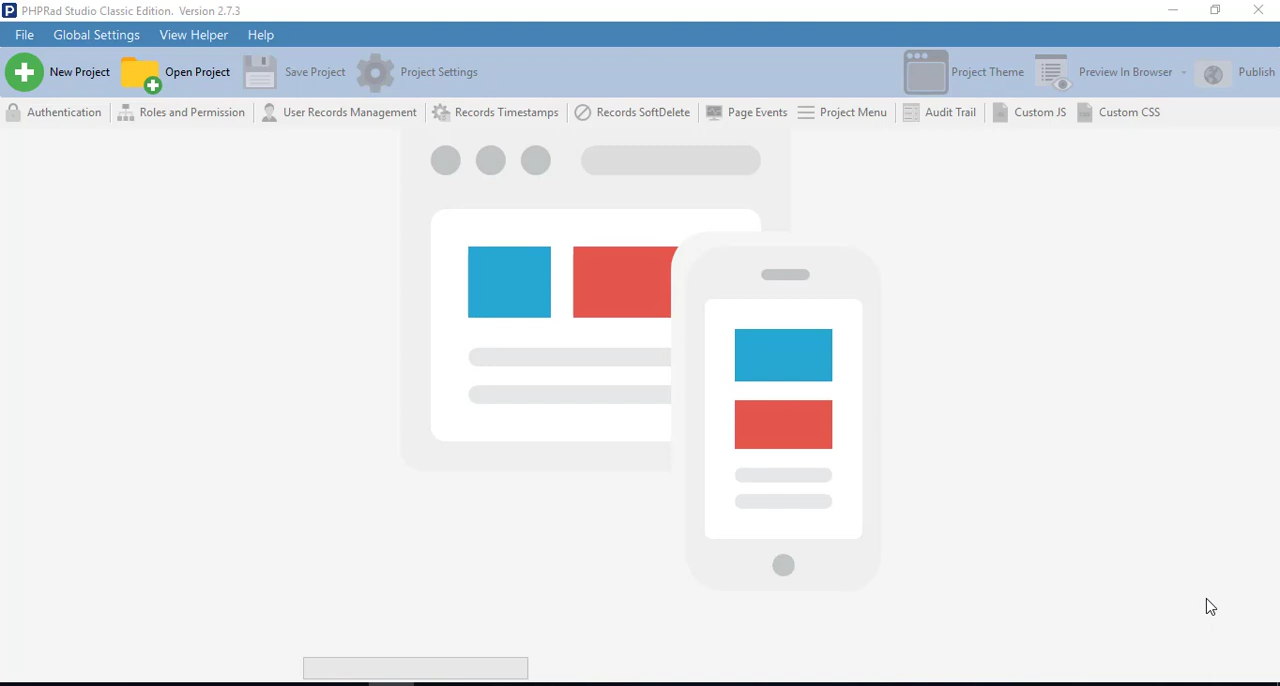 PHPRad Studio Classic Edition. Version 2.7.3
File Global Settings View Helper Help
New Project Open Project Save Project Project Settings Project Theme Preview In Browser Publish
Authentication Roles and Permission User Records Management Records Timestamps Records SoftDelete Page Events Project Menu Audit Trail Custom JS Custom CSS